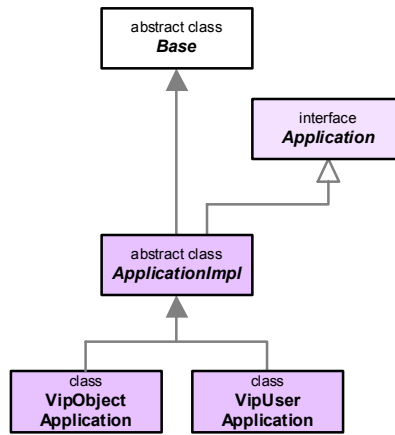 abstract class
Base
interface
Application
abstract class
ApplicationImpl
class
VipObject
Application
class
VipUser
Application